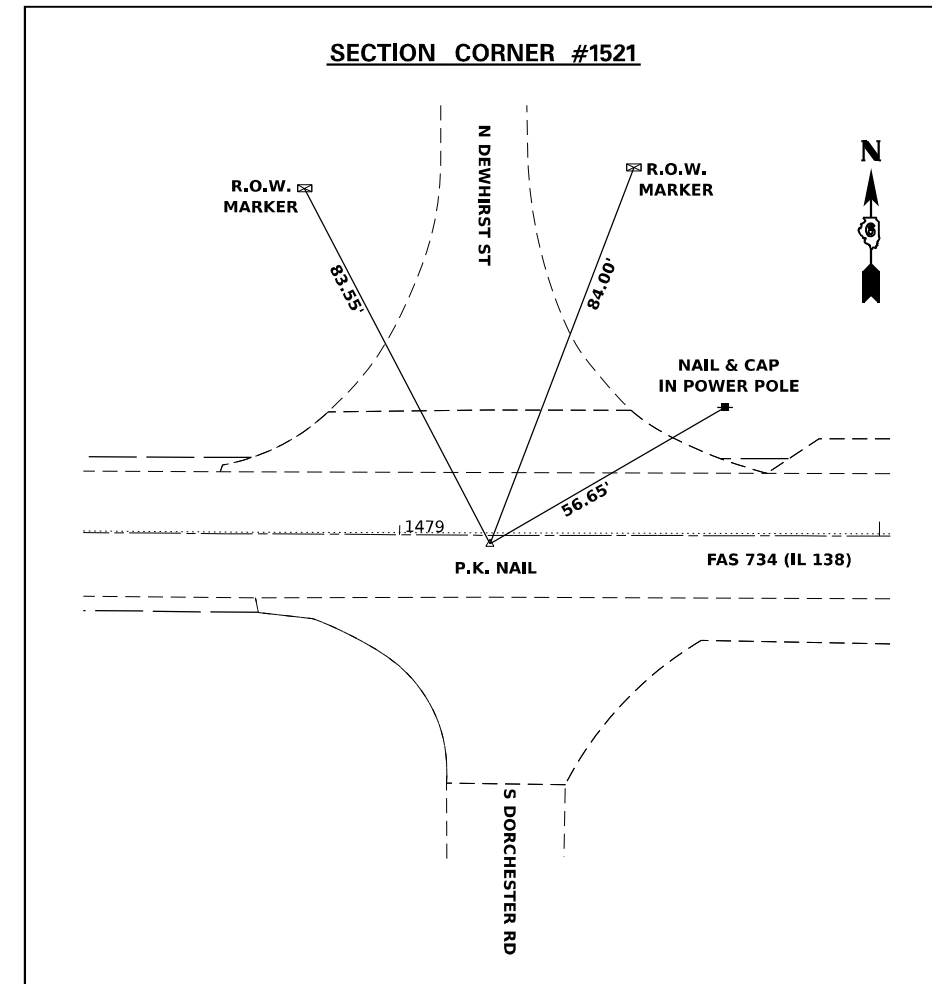 SECTION CORNER #1521
N DEWHIRST ST
N
R.O.W.
MARKER
R.O.W.
MARKER
6
83.55'
84.00'
NAIL & CAP
IN POWER POLE
56.65'
1479
P.K. NAIL
FAS 734 (IL 138)
S DORCHESTER RD